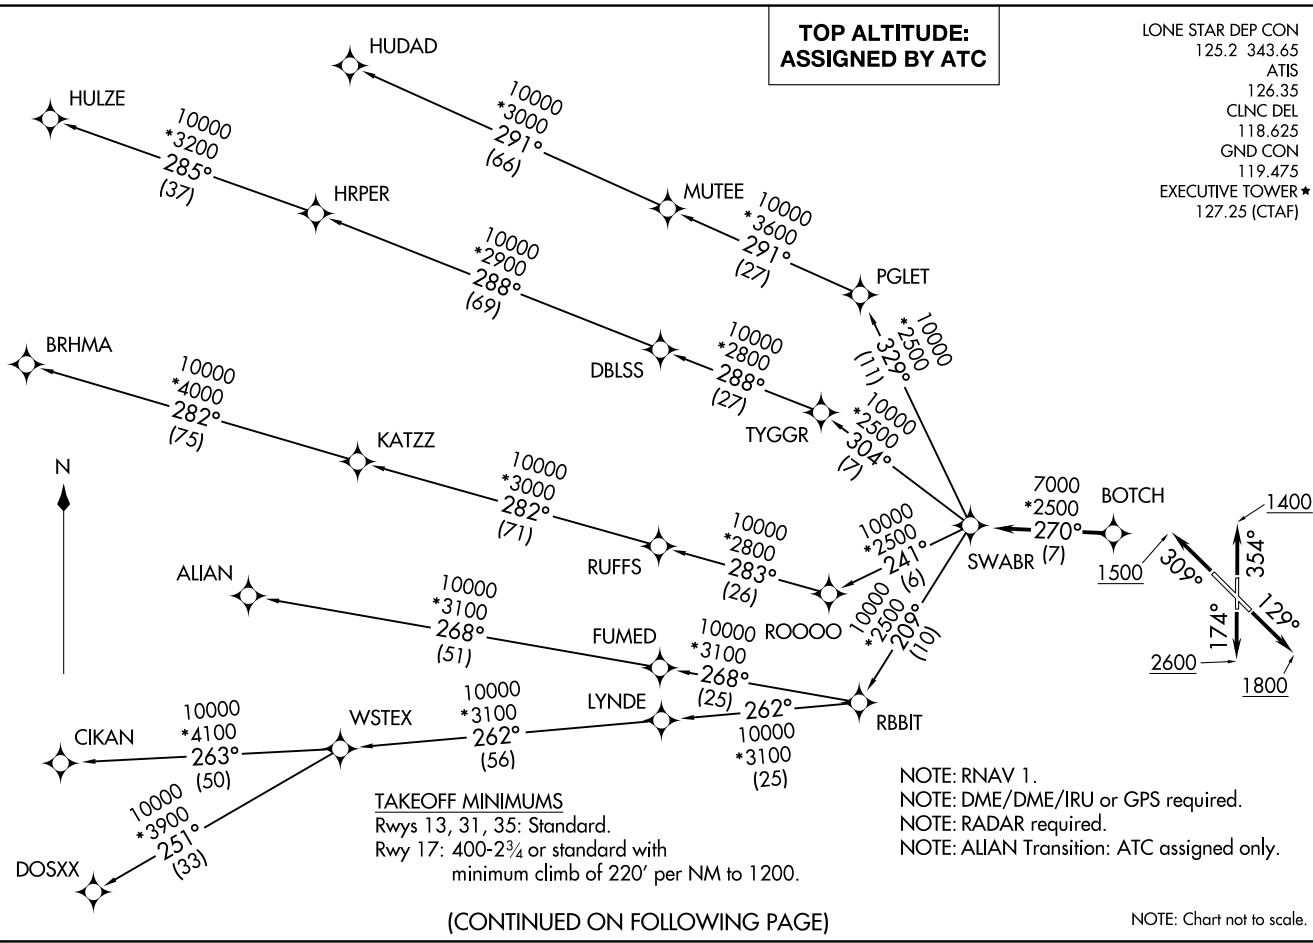 TOP ALTITUDE:
ASSIGNED BY ATC
LONE STAR DEP CON
125.2 343.65
ATIS
126.35
CLNC DEL
118.625
GND CON
119.475
EXECUTIVE TOWER★
127.25 (CTAF)
HUDAD
10000
*3000
291°
(66)
MUTEE
10000
*3600
291°
(27)
PGLET
10000
*2500
329°
(11)
HULZE
10000
*3200
285°
(37)
HRPER
10000
*2900
288°
(69)
DBLSS
10000
*2800
288°
(27)
TYGGR
10000
*2500
304°
(7)
BRHMA
10000
*4000
282°
(75)
KATZZ
10000
*3000
282°
(71)
RUFFS
10000
*2800
283°
(26)
ROOOO
10000
*2500
241°
(6)
SWABR
7000
*2500
270°
(7)
BOTCH
1400
354°
1500
309°
129°
174°
2600
1800
N
ALIAN
10000
*3100
268°
(51)
FUMED
10000
*3100
268°
(25)
10000
*2500
209°
(10)
RBBIT
LYNDE
262°
10000
*3100
(25)
WSTEX
10000
*3100
262°
(56)
CIKAN
10000
*4100
263°
(50)
10000
*3900
251°
(33)
DOSXX
TAKEOFF MINIMUMS
Rwys 13, 31, 35: Standard.
Rwy 17: 400-2¾ or standard with
minimum climb of 220' per NM to 1200.
NOTE: RNAV 1.
NOTE: DME/DME/IRU or GPS required.
NOTE: RADAR required.
NOTE: ALIAN Transition: ATC assigned only.
(CONTINUED ON FOLLOWING PAGE)
NOTE: Chart not to scale.